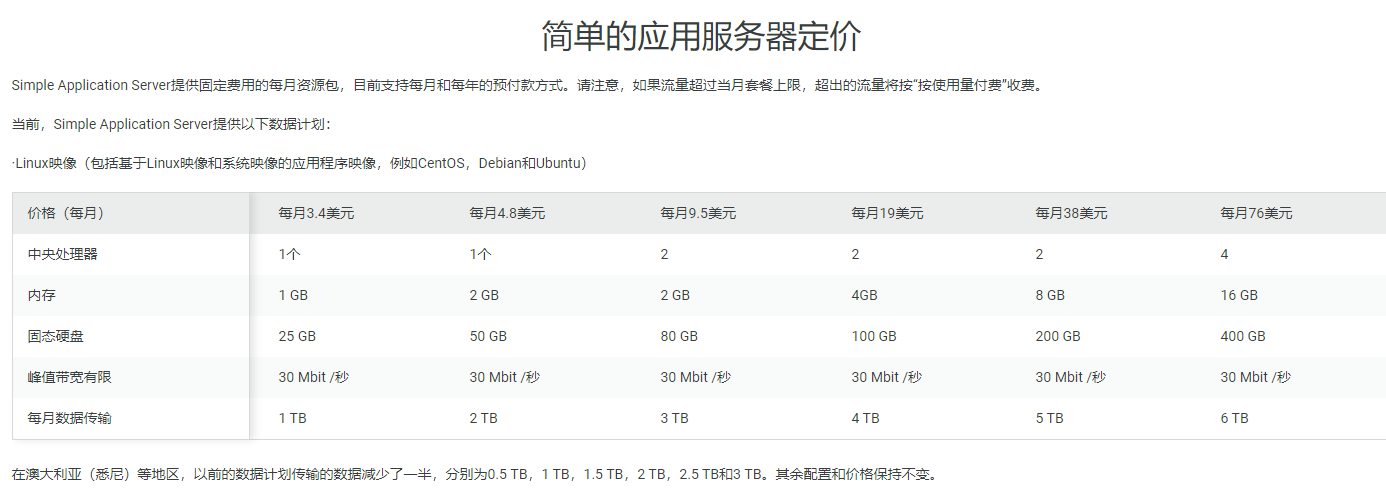 简单的应用服务器定价
Simple Application Server提供固定费用的每月资源包，目前支持每月和每年的预付款方式。请注意，如果流量超过当月套餐上限，超出的流量将按“按使用量付费”收费。
当前，Simple Application Server提供以下数据计划：
·Linux映像（包括基于Linux映像和系统映像的应用程序映像，例如CentOS，Debian和Ubuntu）
价格（每月） 每月3.4美元 每月4.8美元 每月9.5美元 每月19美元 每月38美元 每月76美元
中央处理器 1个 1个 2 2 2 4
内存 1 GB 2 GB 2 GB 4GB 8 GB 16 GB
固态硬盘 25 GB 50 GB 80 GB 100 GB 200 GB 400 GB
峰值带宽有限 30 Mbit /秒 30 Mbit /秒 30 Mbit /秒 30 Mbit /秒 30 Mbit /秒 30 Mbit /秒
每月数据传输 1 TB 2 TB 3 TB 4 TB 5 TB 6 TB
在澳大利亚（悉尼）等地区，以前的数据计划传输的数据减少了一半，分别为0.5 TB，1 TB，1.5 TB，2 TB，2.5 TB和3 TB。其余配置和价格保持不变。